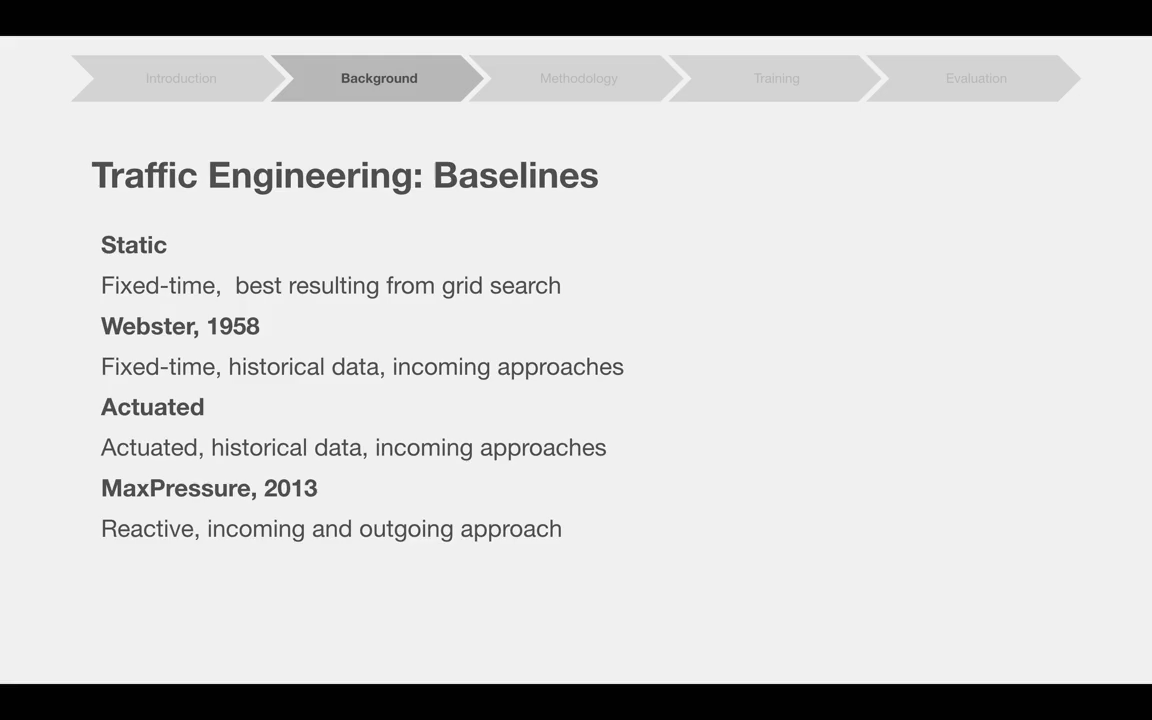 Introduction
Background
Methodology
Training
Evaluation
Traffic Engineering: Baselines
Static
Fixed-time,  best resulting from grid search
Webster, 1958
Fixed-time, historical data, incoming approaches
Actuated
Actuated, historical data, incoming approaches
MaxPressure, 2013
Reactive, incoming and outgoing approach